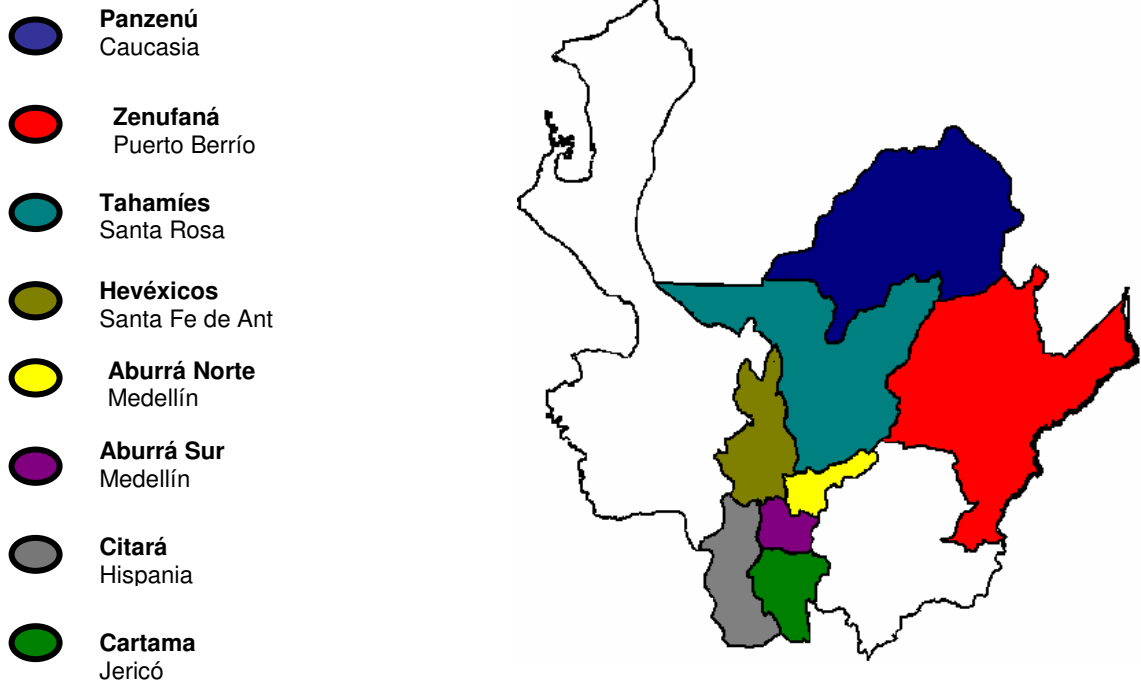 Panzenú
Caucasia
Zenufaná
Puerto Berrío
Tahamíes
Santa Rosa
Hevéxicos
Santa Fe de Ant
Aburrá Norte
Medellín
Aburrá Sur
Medellín
Citará
Hispania
Cartama
Jericó